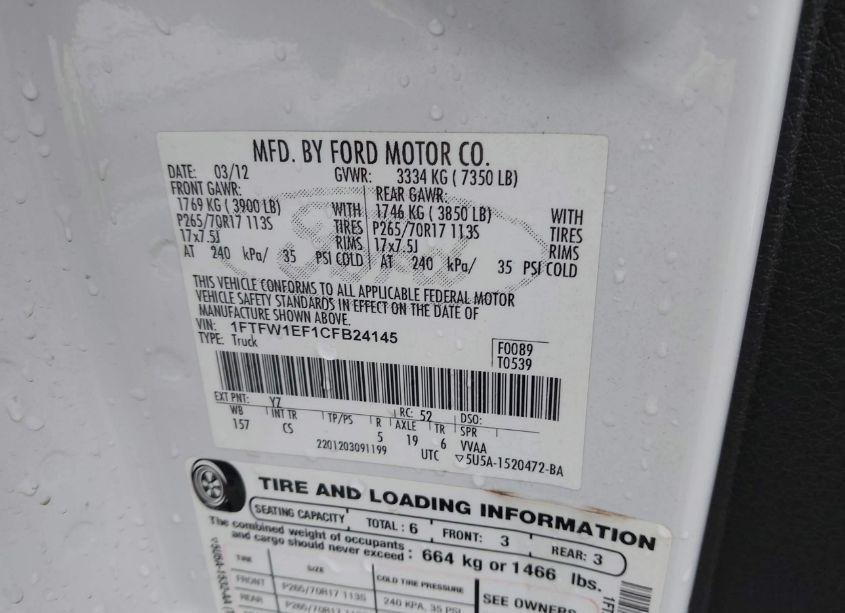 MFD. BY FORD MOTOR CO.
DATE: 03/12 GVWR: 3334 KG ( 7350 LB)
FRONT GAWR: REAR GAWR:
1769 KG ( 3900 LB) WITH 1746 KG ( 3850 LB) WITH
P265/70R17 113S TIRES P265/70R17 113S TIRES
17x7.5J RIMS 17x7.5J RIMS
AT 240 kPa/ 35 PSI COLD AT 240 kPa/ 35 PSI COLD
THIS VEHICLE CONFORMS TO ALL APPLICABLE FEDERAL MOTOR
VEHICLE SAFETY STANDARDS IN EFFECT ON THE DATE OF
MANUFACTURE SHOWN ABOVE.
VIN: 1FTFW1EF1CFB24145
TYPE: Truck
F0089
T0539
EXT PNT: YZ RC: 52 DSO:
WB INT TR TP/PS R AXLE TR SPR
157 CS 5 19 6 VVAA
2201203091199 UTC ▽5U5A-1520472-BA
TIRE AND LOADING INFORMATION
SEATING CAPACITY TOTAL : 6 FRONT: 3 REAR: 3
The combined weight of occupants
and cargo should never exceed : 664 kg or 1466 lbs.
TIRE SIZE COLD TIRE PRESSURE
FRONT P265/70R17 113S 240 KPA, 35 PSI
SEE OWNERS
REAR